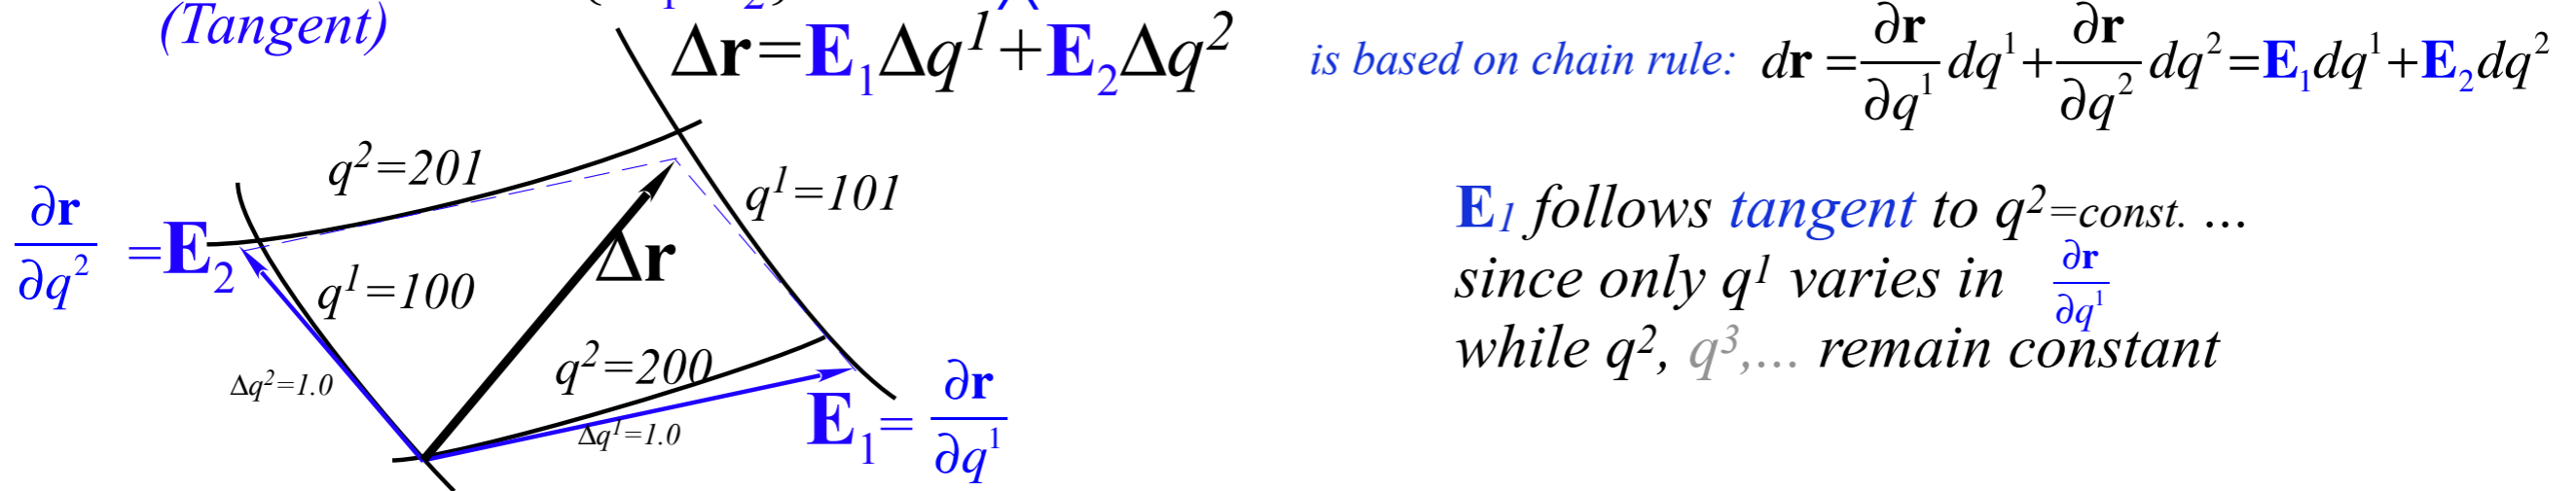 (Tangent)
Δr=E₁Δq¹+E₂Δq²
is based on chain rule: dr = ∂r/∂q¹ dq¹ + ∂r/∂q² dq² = E₁dq¹+E₂dq²
q²=201
q¹=101
∂r/∂q² =E₂
Δr
q¹=100
q²=200
Δq²=1.0
Δq¹=1.0
E₁= ∂r/∂q¹
E₁ follows tangent to q²=const. ...
since only q¹ varies in ∂r/∂q¹
while q², q³,... remain constant